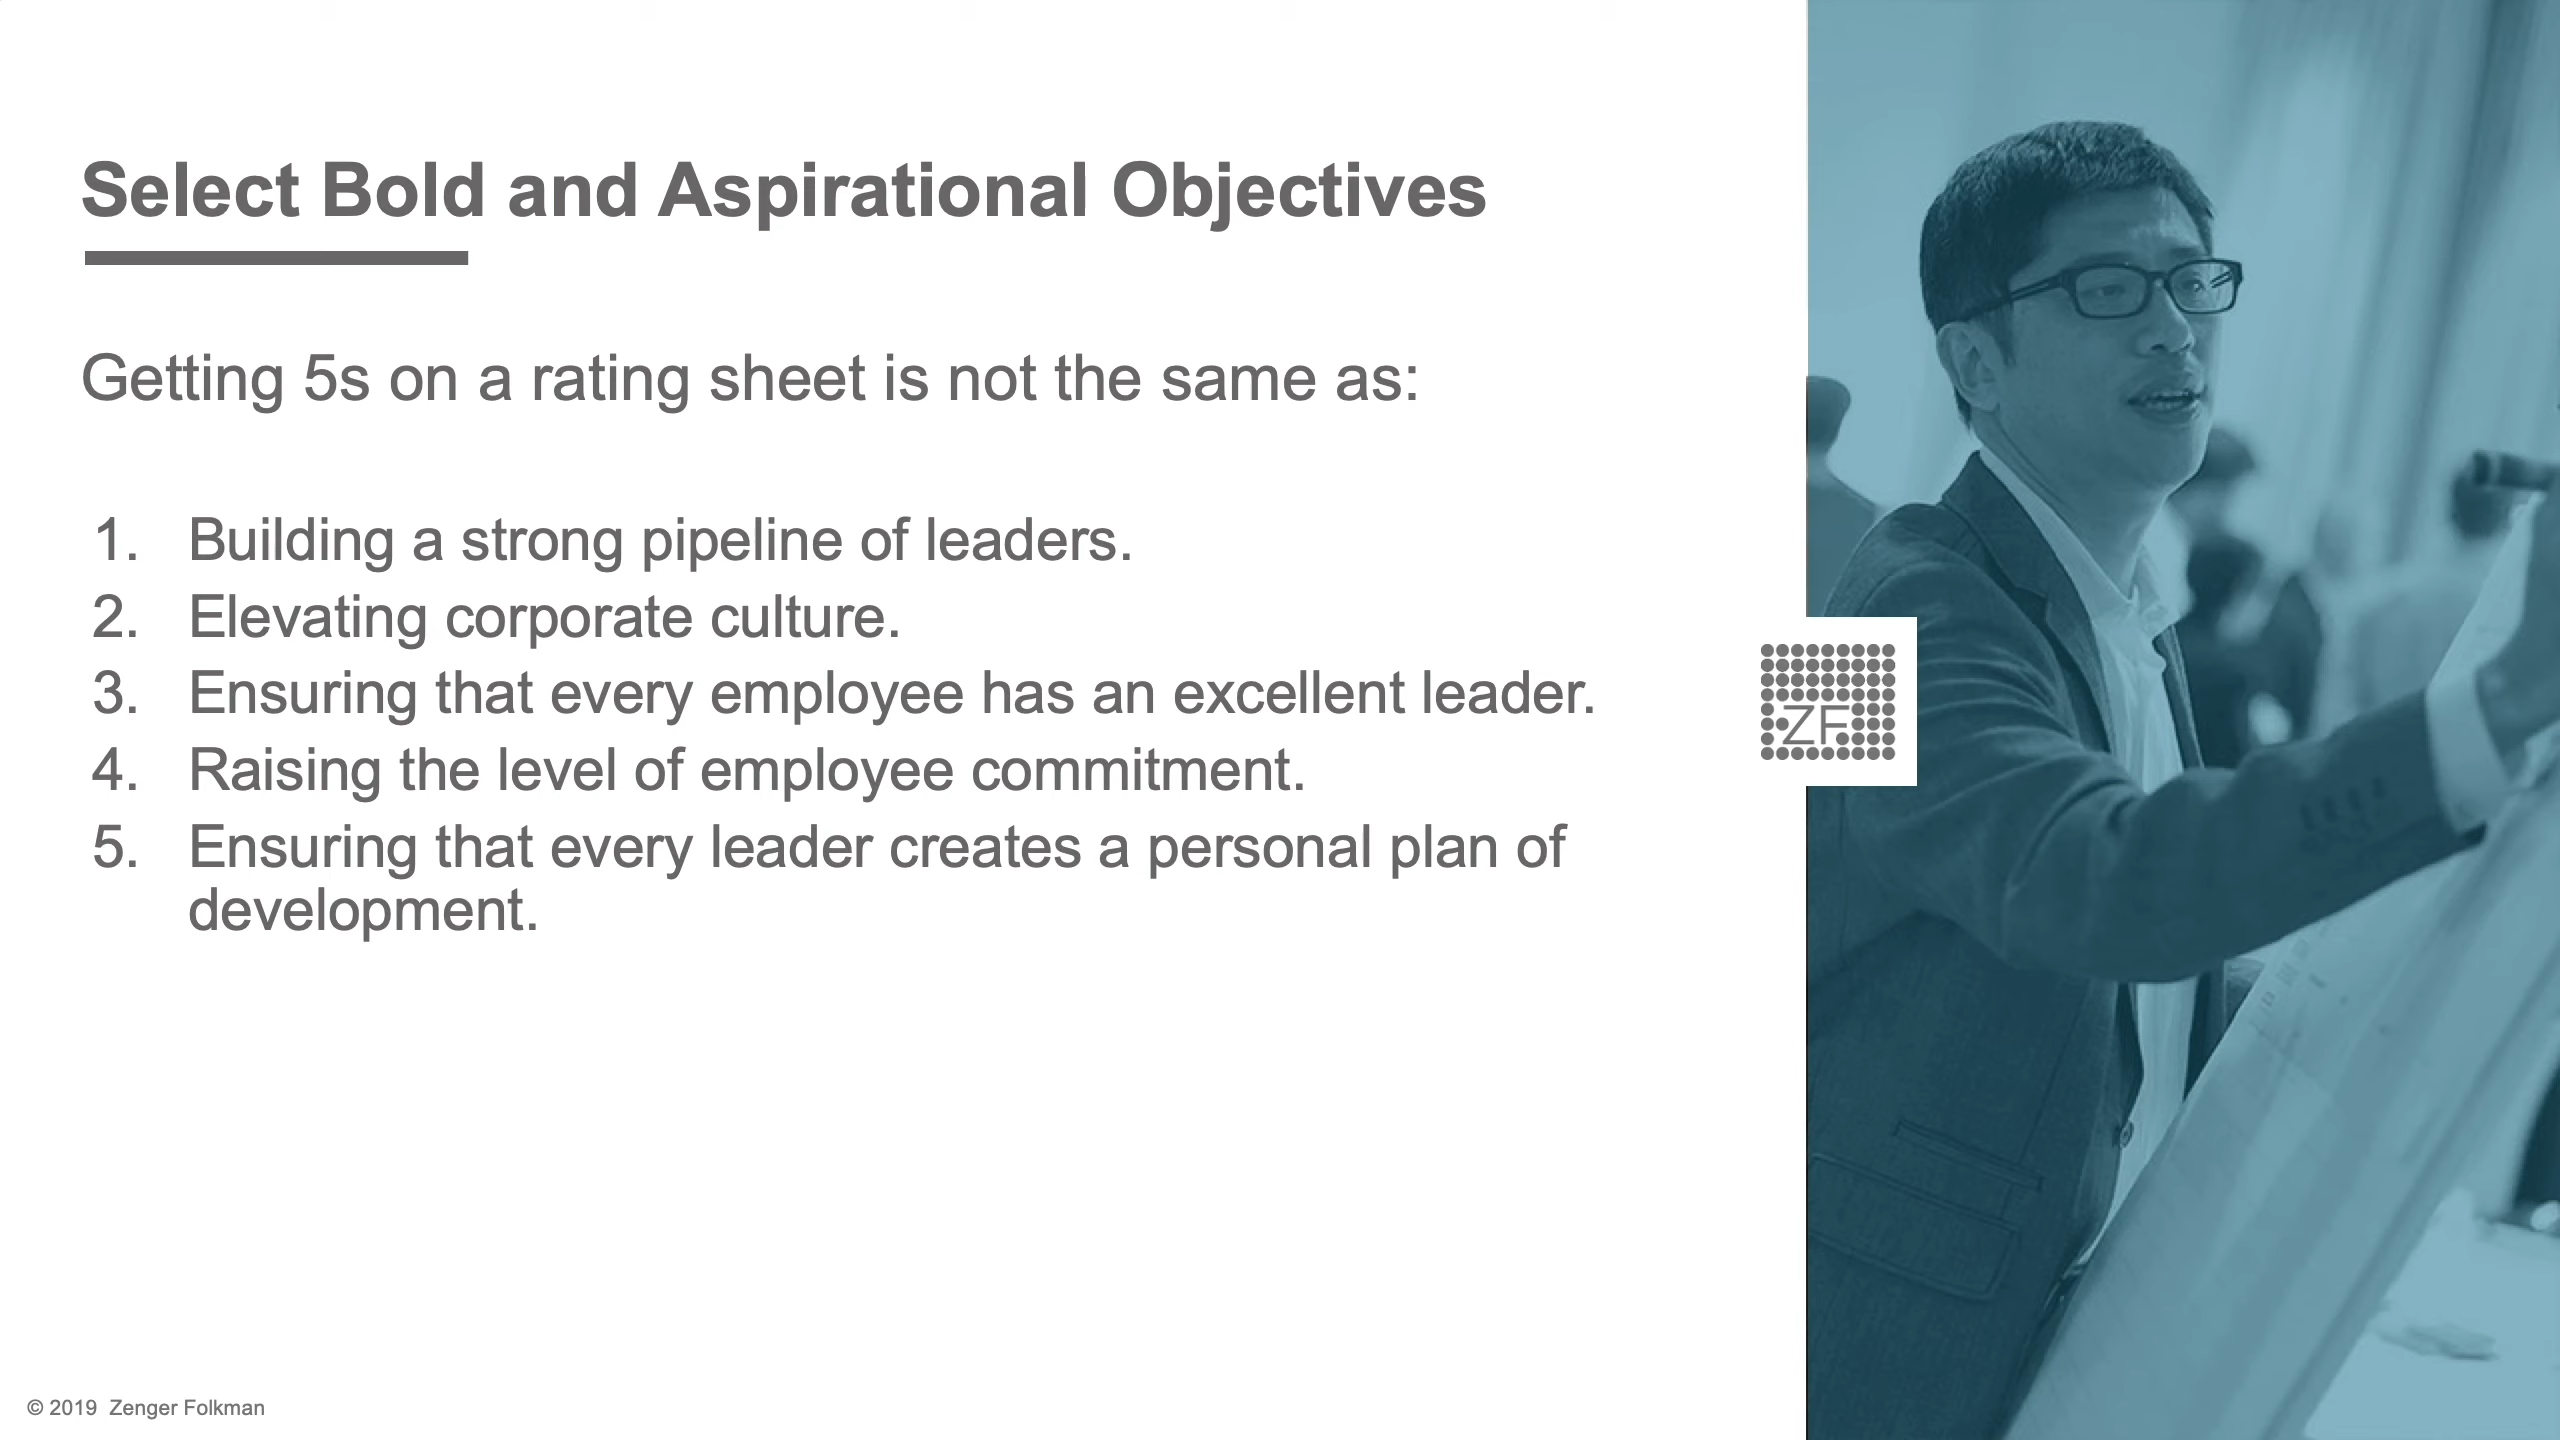 Select Bold and Aspirational Objectives
Getting 5s on a rating sheet is not the same as:
1. Building a strong pipeline of leaders.
2. Elevating corporate culture.
3. Ensuring that every employee has an excellent leader.
4. Raising the level of employee commitment.
5. Ensuring that every leader creates a personal plan of
development.
ZF
© 2019 Zenger Folkman